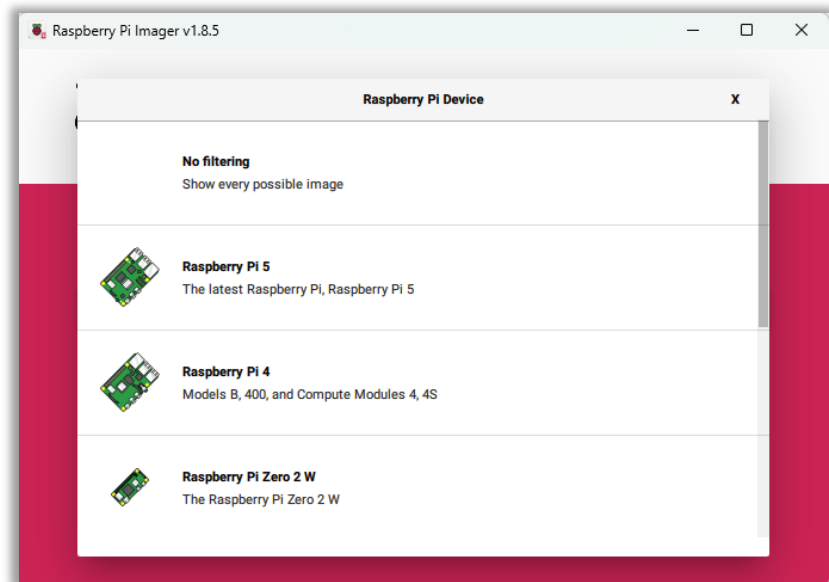 Raspberry Pi Imager v1.8.5
Raspberry Pi Device
X
No filtering
Show every possible image
Raspberry Pi 5
The latest Raspberry Pi, Raspberry Pi 5
Raspberry Pi 4
Models B, 400, and Compute Modules 4, 4S
Raspberry Pi Zero 2 W
The Raspberry Pi Zero 2 W